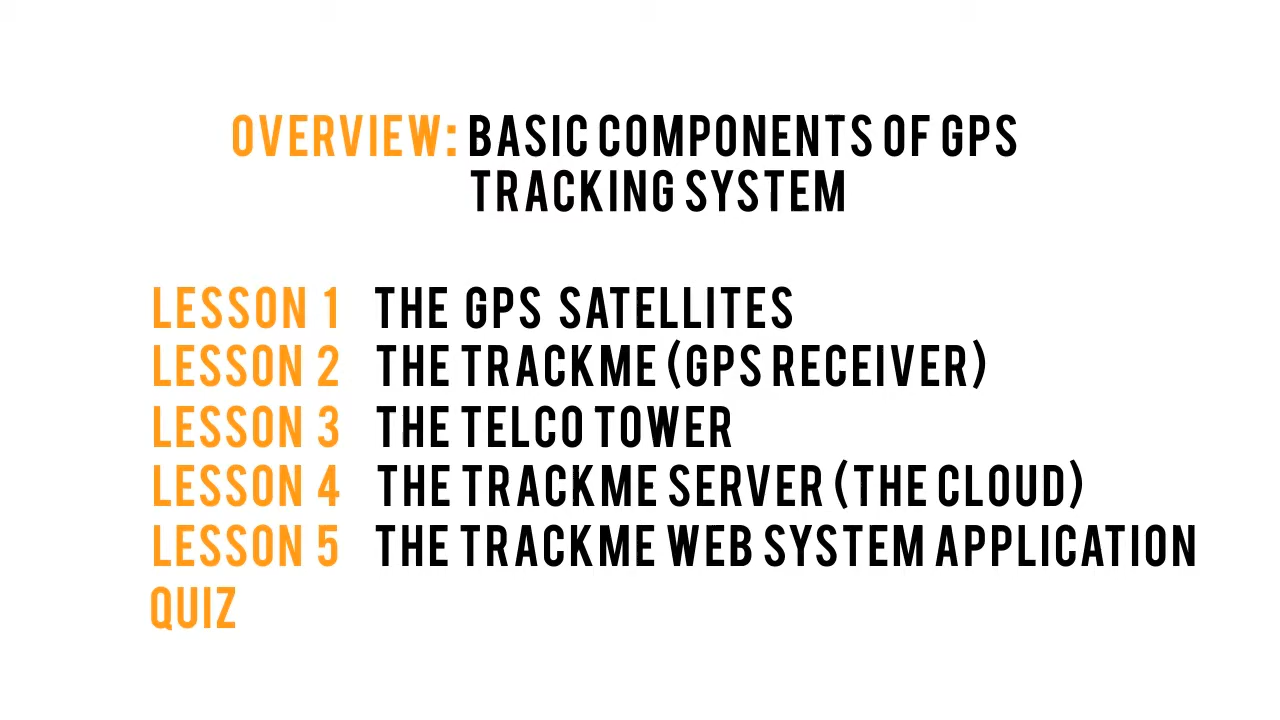 OVERVIEW: BASIC COMPONENTS OF GPS
TRACKING SYSTEM
LESSON 1 THE GPS SATELLITES
LESSON 2 THE TRACKME (GPS RECEIVER)
LESSON 3 THE TELCO TOWER
LESSON 4 THE TRACKME SERVER (THE CLOUD)
LESSON 5 THE TRACKME WEB SYSTEM APPLICATION
QUIZ